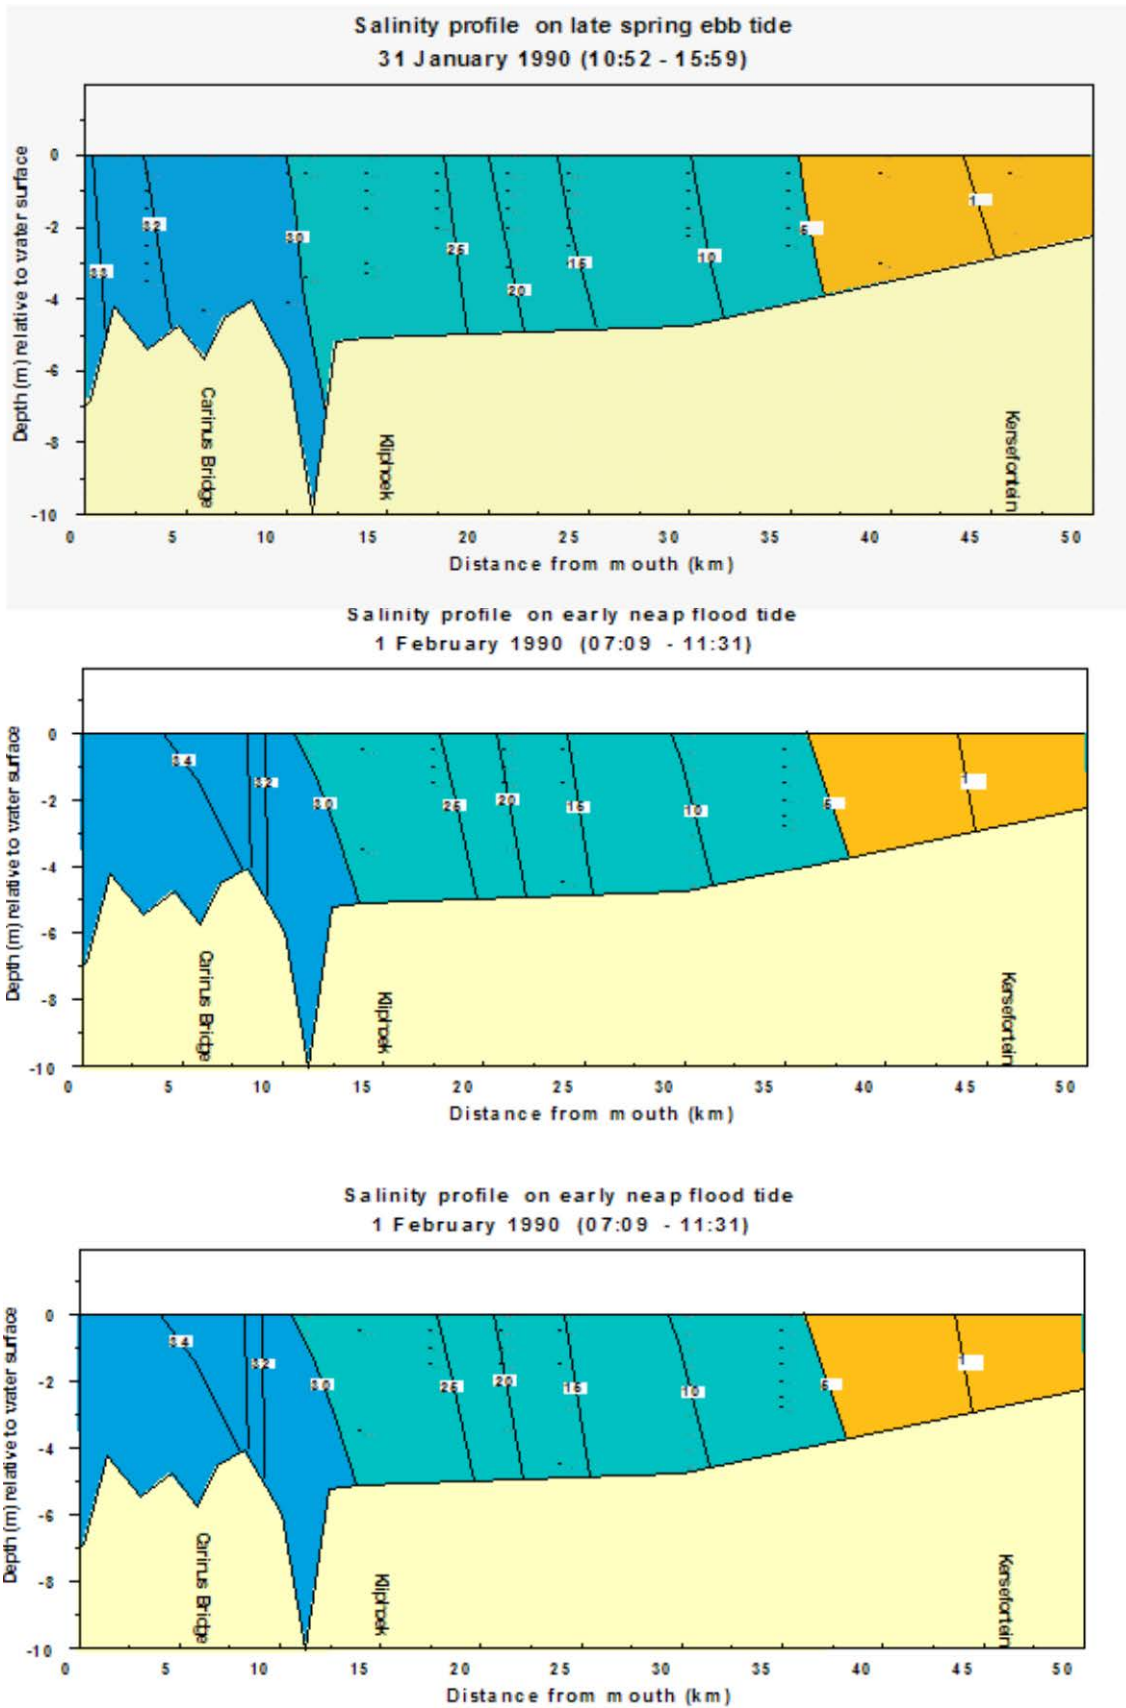 Salinity profile on late spring ebb tide
31 January 1990 (10:52 - 15:59)
Depth (m) relative to water surface
0
-2
-4
-6
-8
-10
33
32
30
25
20
15
10
5
1
Carinus Bridge
Kliphoek
Kersefontein
0 5 10 15 20 25 30 35 40 45 50
Distance from mouth (km)
Salinity profile on early neap flood tide
1 February 1990 (07:09 - 11:31)
Depth (m) relative to water surface
0
-2
-4
-6
-8
-10
34
32
30
25
20
15
10
5
1
Carinus Bridge
Kliphoek
Kersefontein
0 5 10 15 20 25 30 35 40 45 50
Distance from mouth (km)
Salinity profile on early neap flood tide
1 February 1990 (07:09 - 11:31)
Depth (m) relative to water surface
0
-2
-4
-6
-8
-10
34
32
30
25
20
15
10
5
1
Carinus Bridge
Kliphoek
Kersefontein
0 5 10 15 20 25 30 35 40 45 50
Distance from mouth (km)